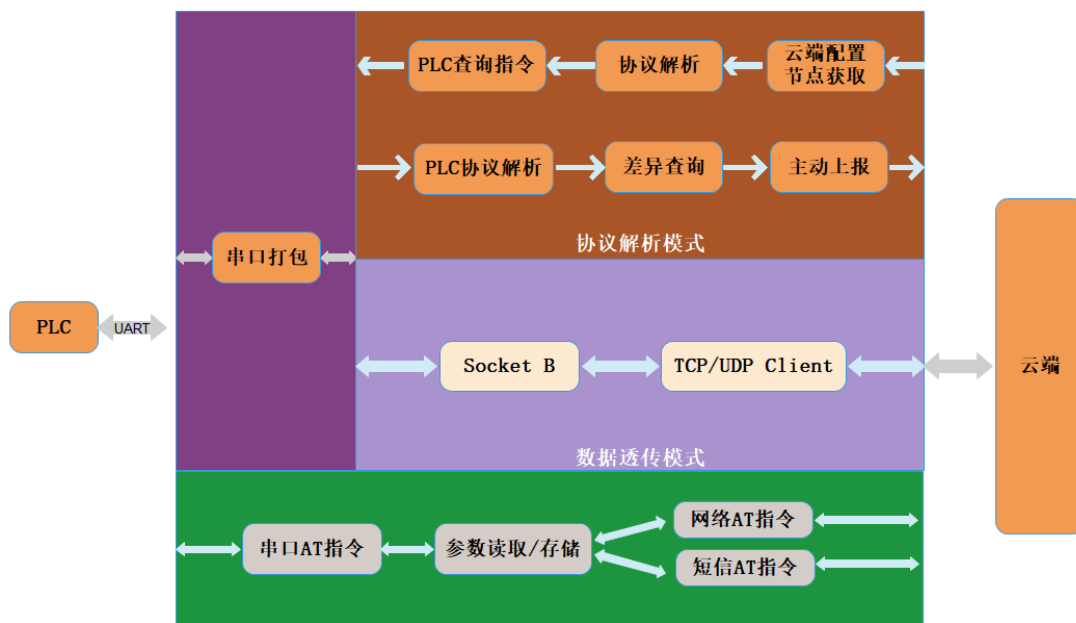 PLC查询指令
协议解析
云端配置
节点获取
PLC协议解析
差异查询
主动上报
协议解析模式
串口打包
PLC
UART
Socket B
TCP/UDP Client
云端
数据透传模式
串口AT指令
参数读取/存储
网络AT指令
短信AT指令